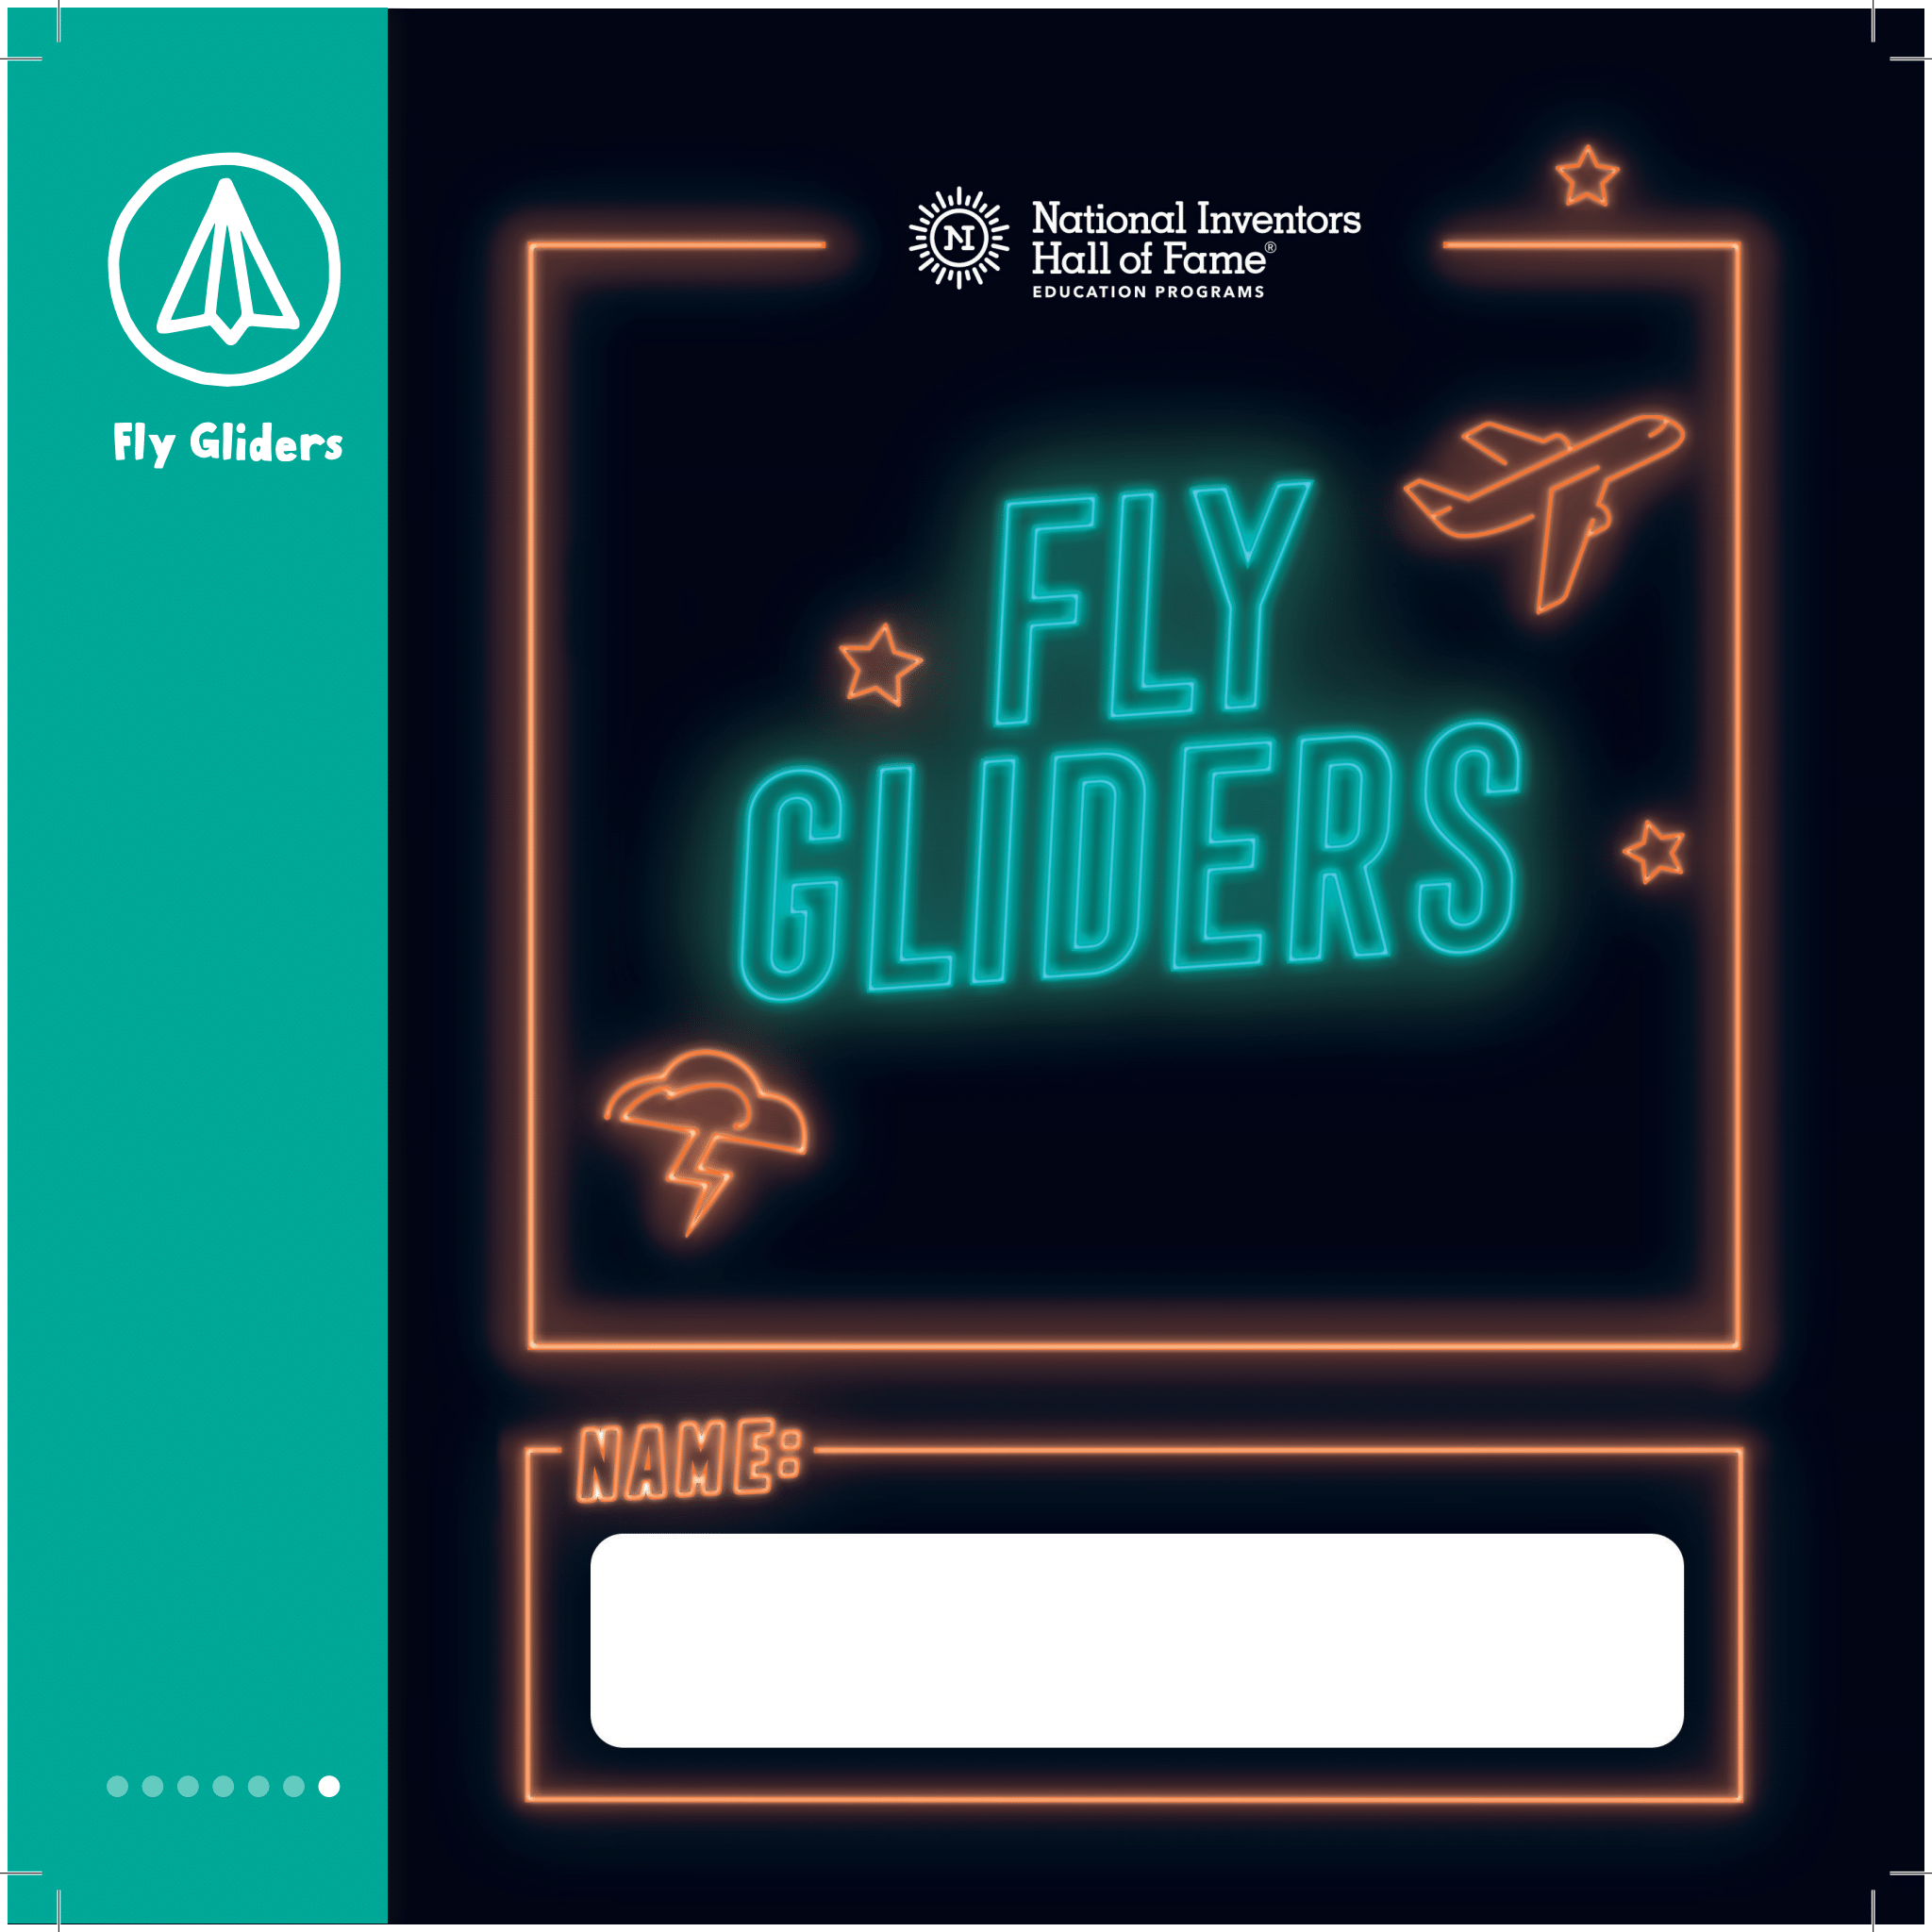 Fly Gliders
N
National Inventors
Hall of Fame®
EDUCATION PROGRAMS
FLY
GLIDERS
NAME: